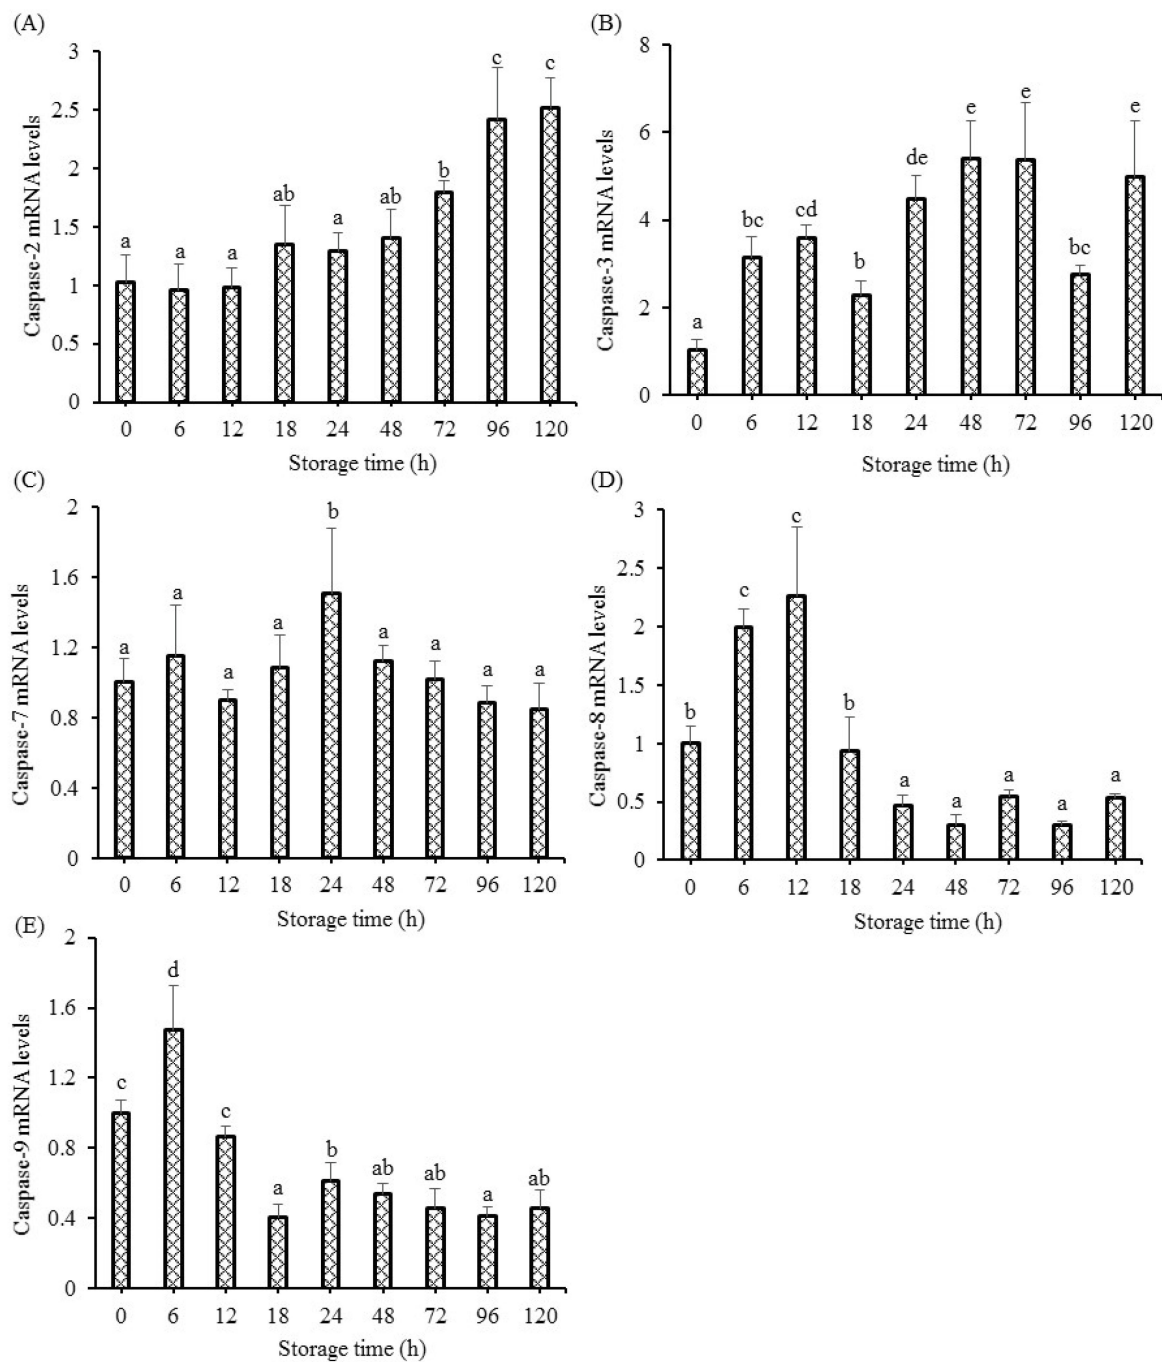 (A)
Caspase-2 mRNA levels
3
2.5
2
1.5
1
0.5
0
a a a ab a ab b c c
0 6 12 18 24 48 72 96 120
Storage time (h)
(B)
Caspase-3 mRNA levels
8
6
4
2
0
a bc cd b de e e bc e
0 6 12 18 24 48 72 96 120
Storage time (h)
(C)
Caspase-7 mRNA levels
2
1.6
1.2
0.8
0.4
0
a a a a b a a a a
0 6 12 18 24 48 72 96 120
Storage time (h)
(D)
Caspase-8 mRNA levels
3
2.5
2
1.5
1
0.5
0
b c c b a a a a a
0 6 12 18 24 48 72 96 120
Storage time (h)
(E)
Caspase-9 mRNA levels
2
1.6
1.2
0.8
0.4
0
c d c a b ab ab a ab
0 6 12 18 24 48 72 96 120
Storage time (h)